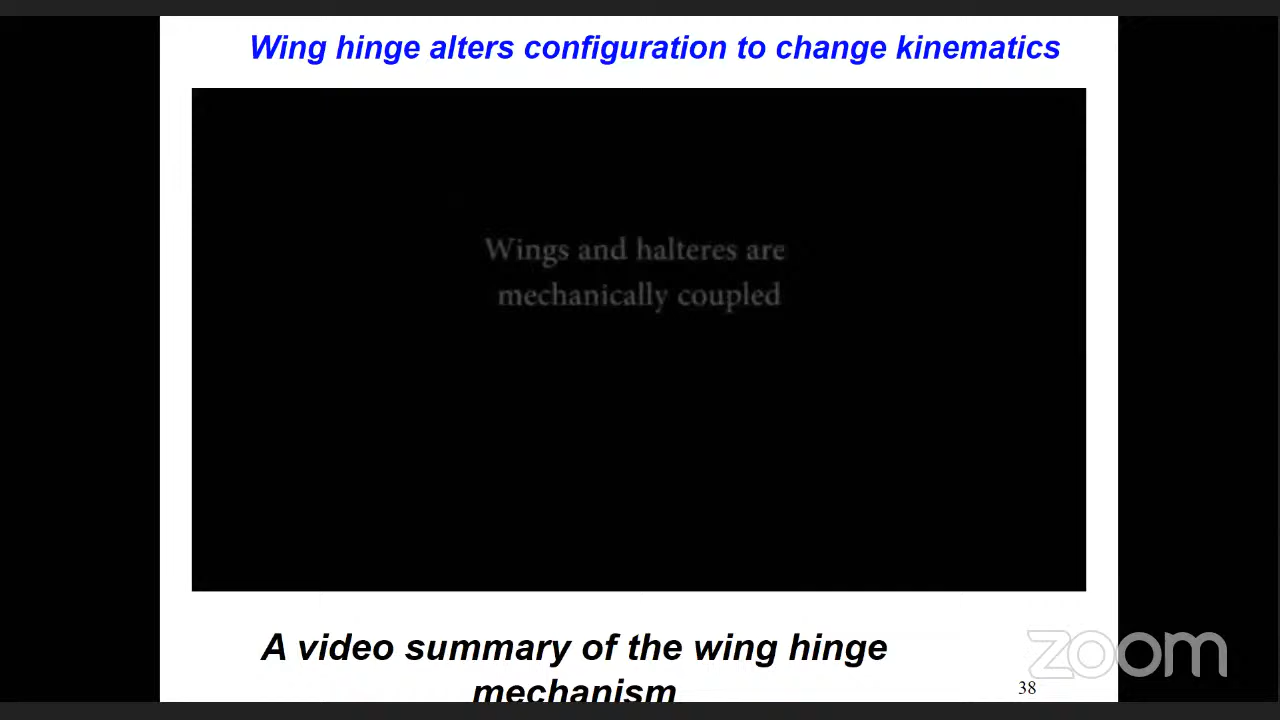 Wing hinge alters configuration to change kinematics
Wings and halteres are
mechanically coupled
A video summary of the wing hinge
mechanism
38
zoom